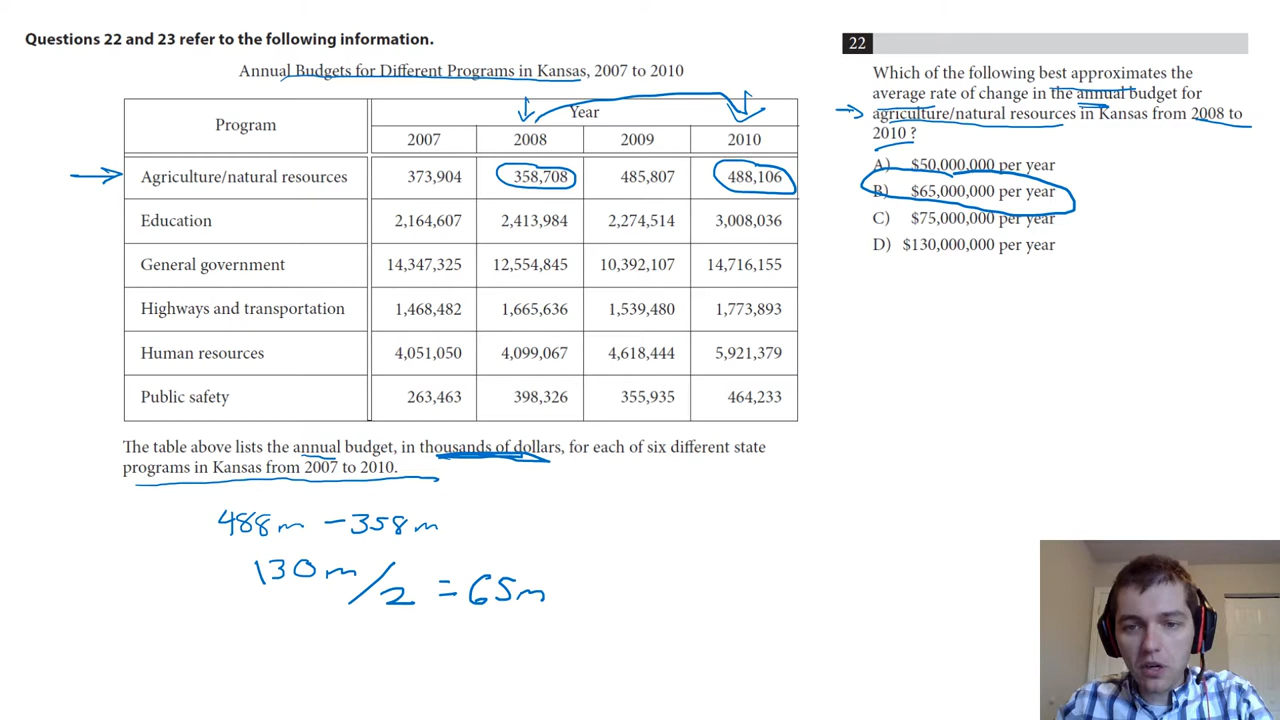 Questions 22 and 23 refer to the following information.
Annual Budgets for Different Programs in Kansas, 2007 to 2010
Program
Year
2007 2008 2009 2010
Agriculture/natural resources 373,904 358,708 485,807 488,106
Education 2,164,607 2,413,984 2,274,514 3,008,036
General government 14,347,325 12,554,845 10,392,107 14,716,155
Highways and transportation 1,468,482 1,665,636 1,539,480 1,773,893
Human resources 4,051,050 4,099,067 4,618,444 5,921,379
Public safety 263,463 398,326 355,935 464,233
The table above lists the annual budget, in thousands of dollars, for each of six different state
programs in Kansas from 2007 to 2010.
488m - 358m
130m/2 = 65m
22
Which of the following best approximates the
average rate of change in the annual budget for
agriculture/natural resources in Kansas from 2008 to
2010 ?
A) $50,000,000 per year
B) $65,000,000 per year
C) $75,000,000 per year
D) $130,000,000 per year